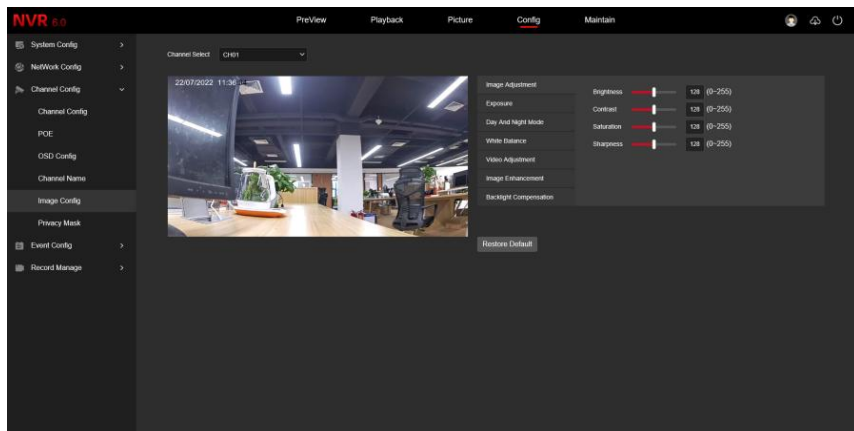 NVR 5.0
PreView
Playback
Picture
Config
Maintain
System Config
NetWork Config
Channel Config
Channel Config
POE
OSD Config
Channel Name
Image Config
Privacy Mask
Event Config
Record Manage
Channel Select
CH01
22/07/2022 11:36
Image Adjustment
Exposure
Day And Night Mode
White Balance
Video Adjustment
Image Enhancement
Backlight Compensation
Brightness 128 (0~255)
Contrast 128 (0~255)
Saturation 128 (0~255)
Sharpness 128 (0~255)
Restore Default